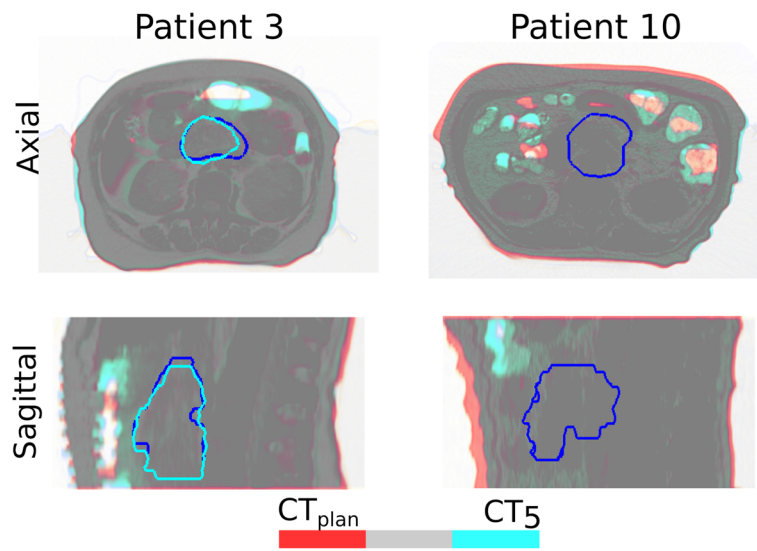 Patient 3
Patient 10
Axial
Sagittal
CTplan
CT5